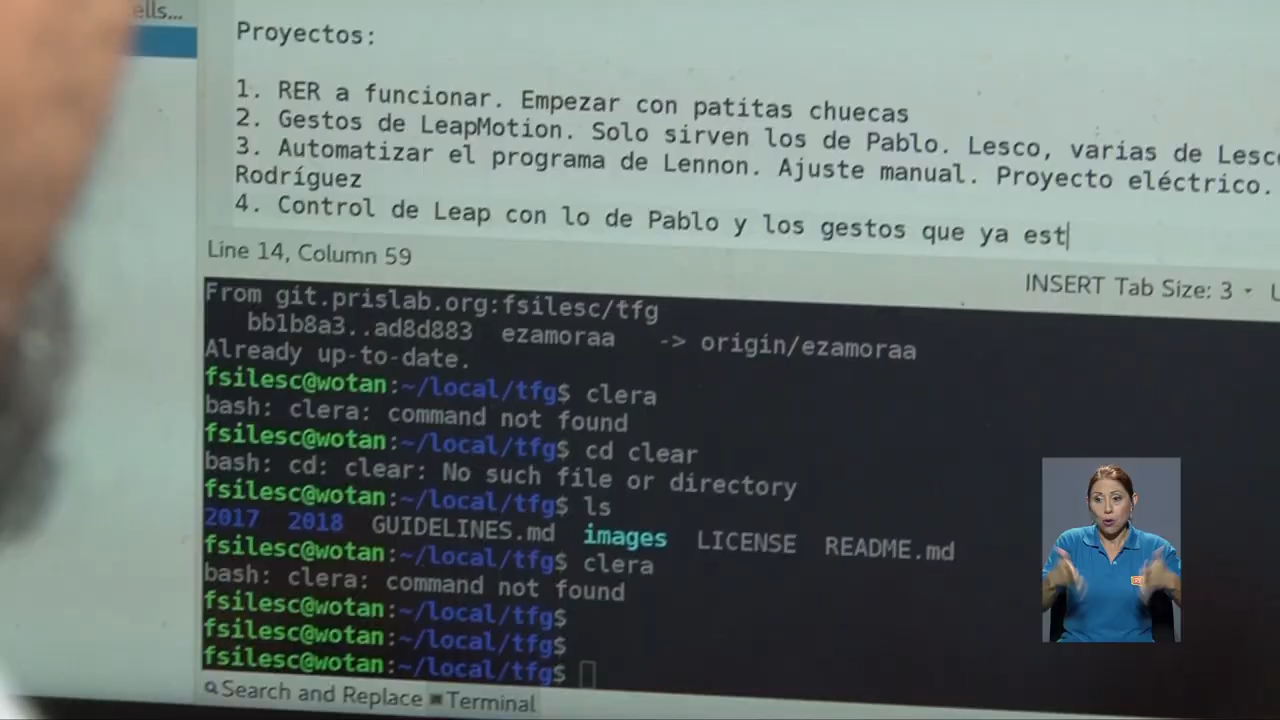 ells...
Proyectos:
1. RER a funcionar. Empezar con patitas chuecas
2. Gestos de LeapMotion. Solo sirven los de Pablo. Lesco, varias de Lesco
3. Automatizar el programa de Lennon. Ajuste manual. Proyecto eléctrico.
Rodríguez
4. Control de Leap con lo de Pablo y los gestos que ya est
Line 14, Column 59
INSERT Tab Size: 3
From git.prislab.org:fsilesc/tfg
bb1b8a3..ad8d883 ezamoraa -> origin/ezamoraa
Already up-to-date.
fsilesc@wotan:~/local/tfg$ clera
bash: clera: command not found
fsilesc@wotan:~/local/tfg$ cd clear
bash: cd: clear: No such file or directory
fsilesc@wotan:~/local/tfg$ ls
2017 2018 GUIDELINES.md images LICENSE README.md
fsilesc@wotan:~/local/tfg$ clera
bash: clera: command not found
fsilesc@wotan:~/local/tfg$
fsilesc@wotan:~/local/tfg$
fsilesc@wotan:~/local/tfg$
Search and Replace Terminal